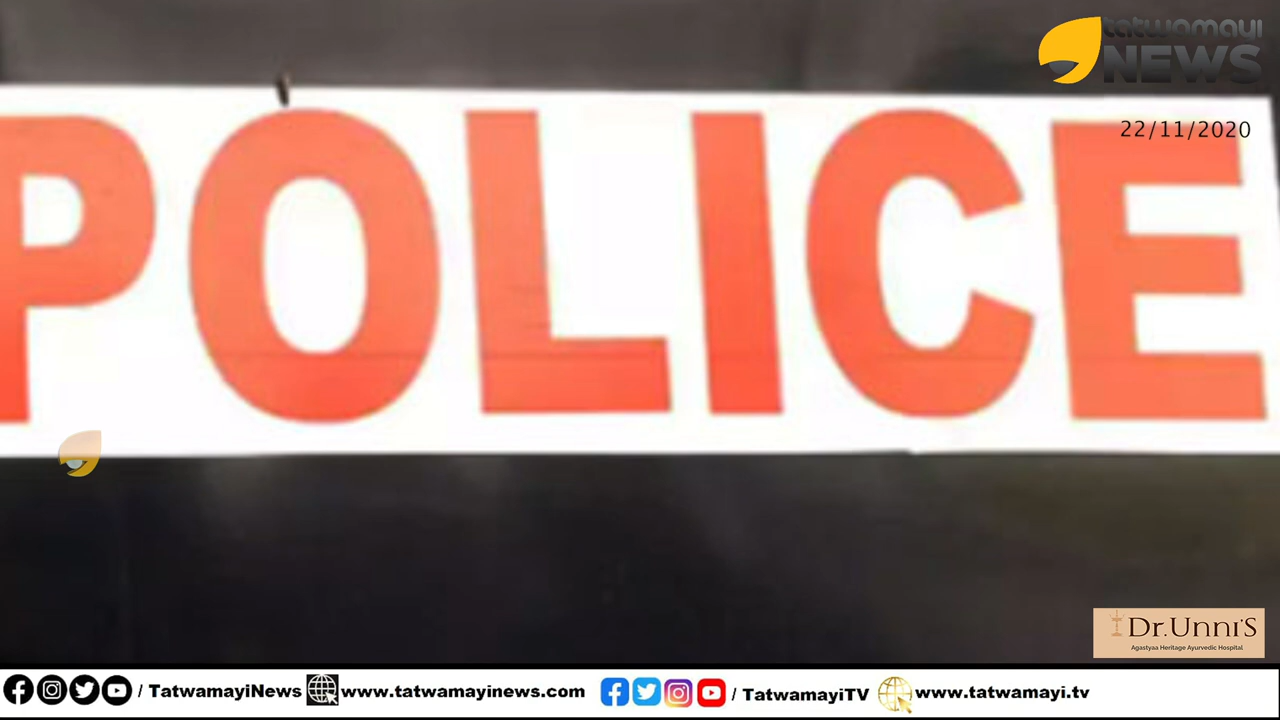 tatwamayi
NEWS
22/11/2020
POLICE
Dr.Unni'S
Agastyaa Heritage Ayurvedic Hospital
/ TatwamayiNews www.tatwamayinews.com / TatwamayiTV www.tatwamayi.tv